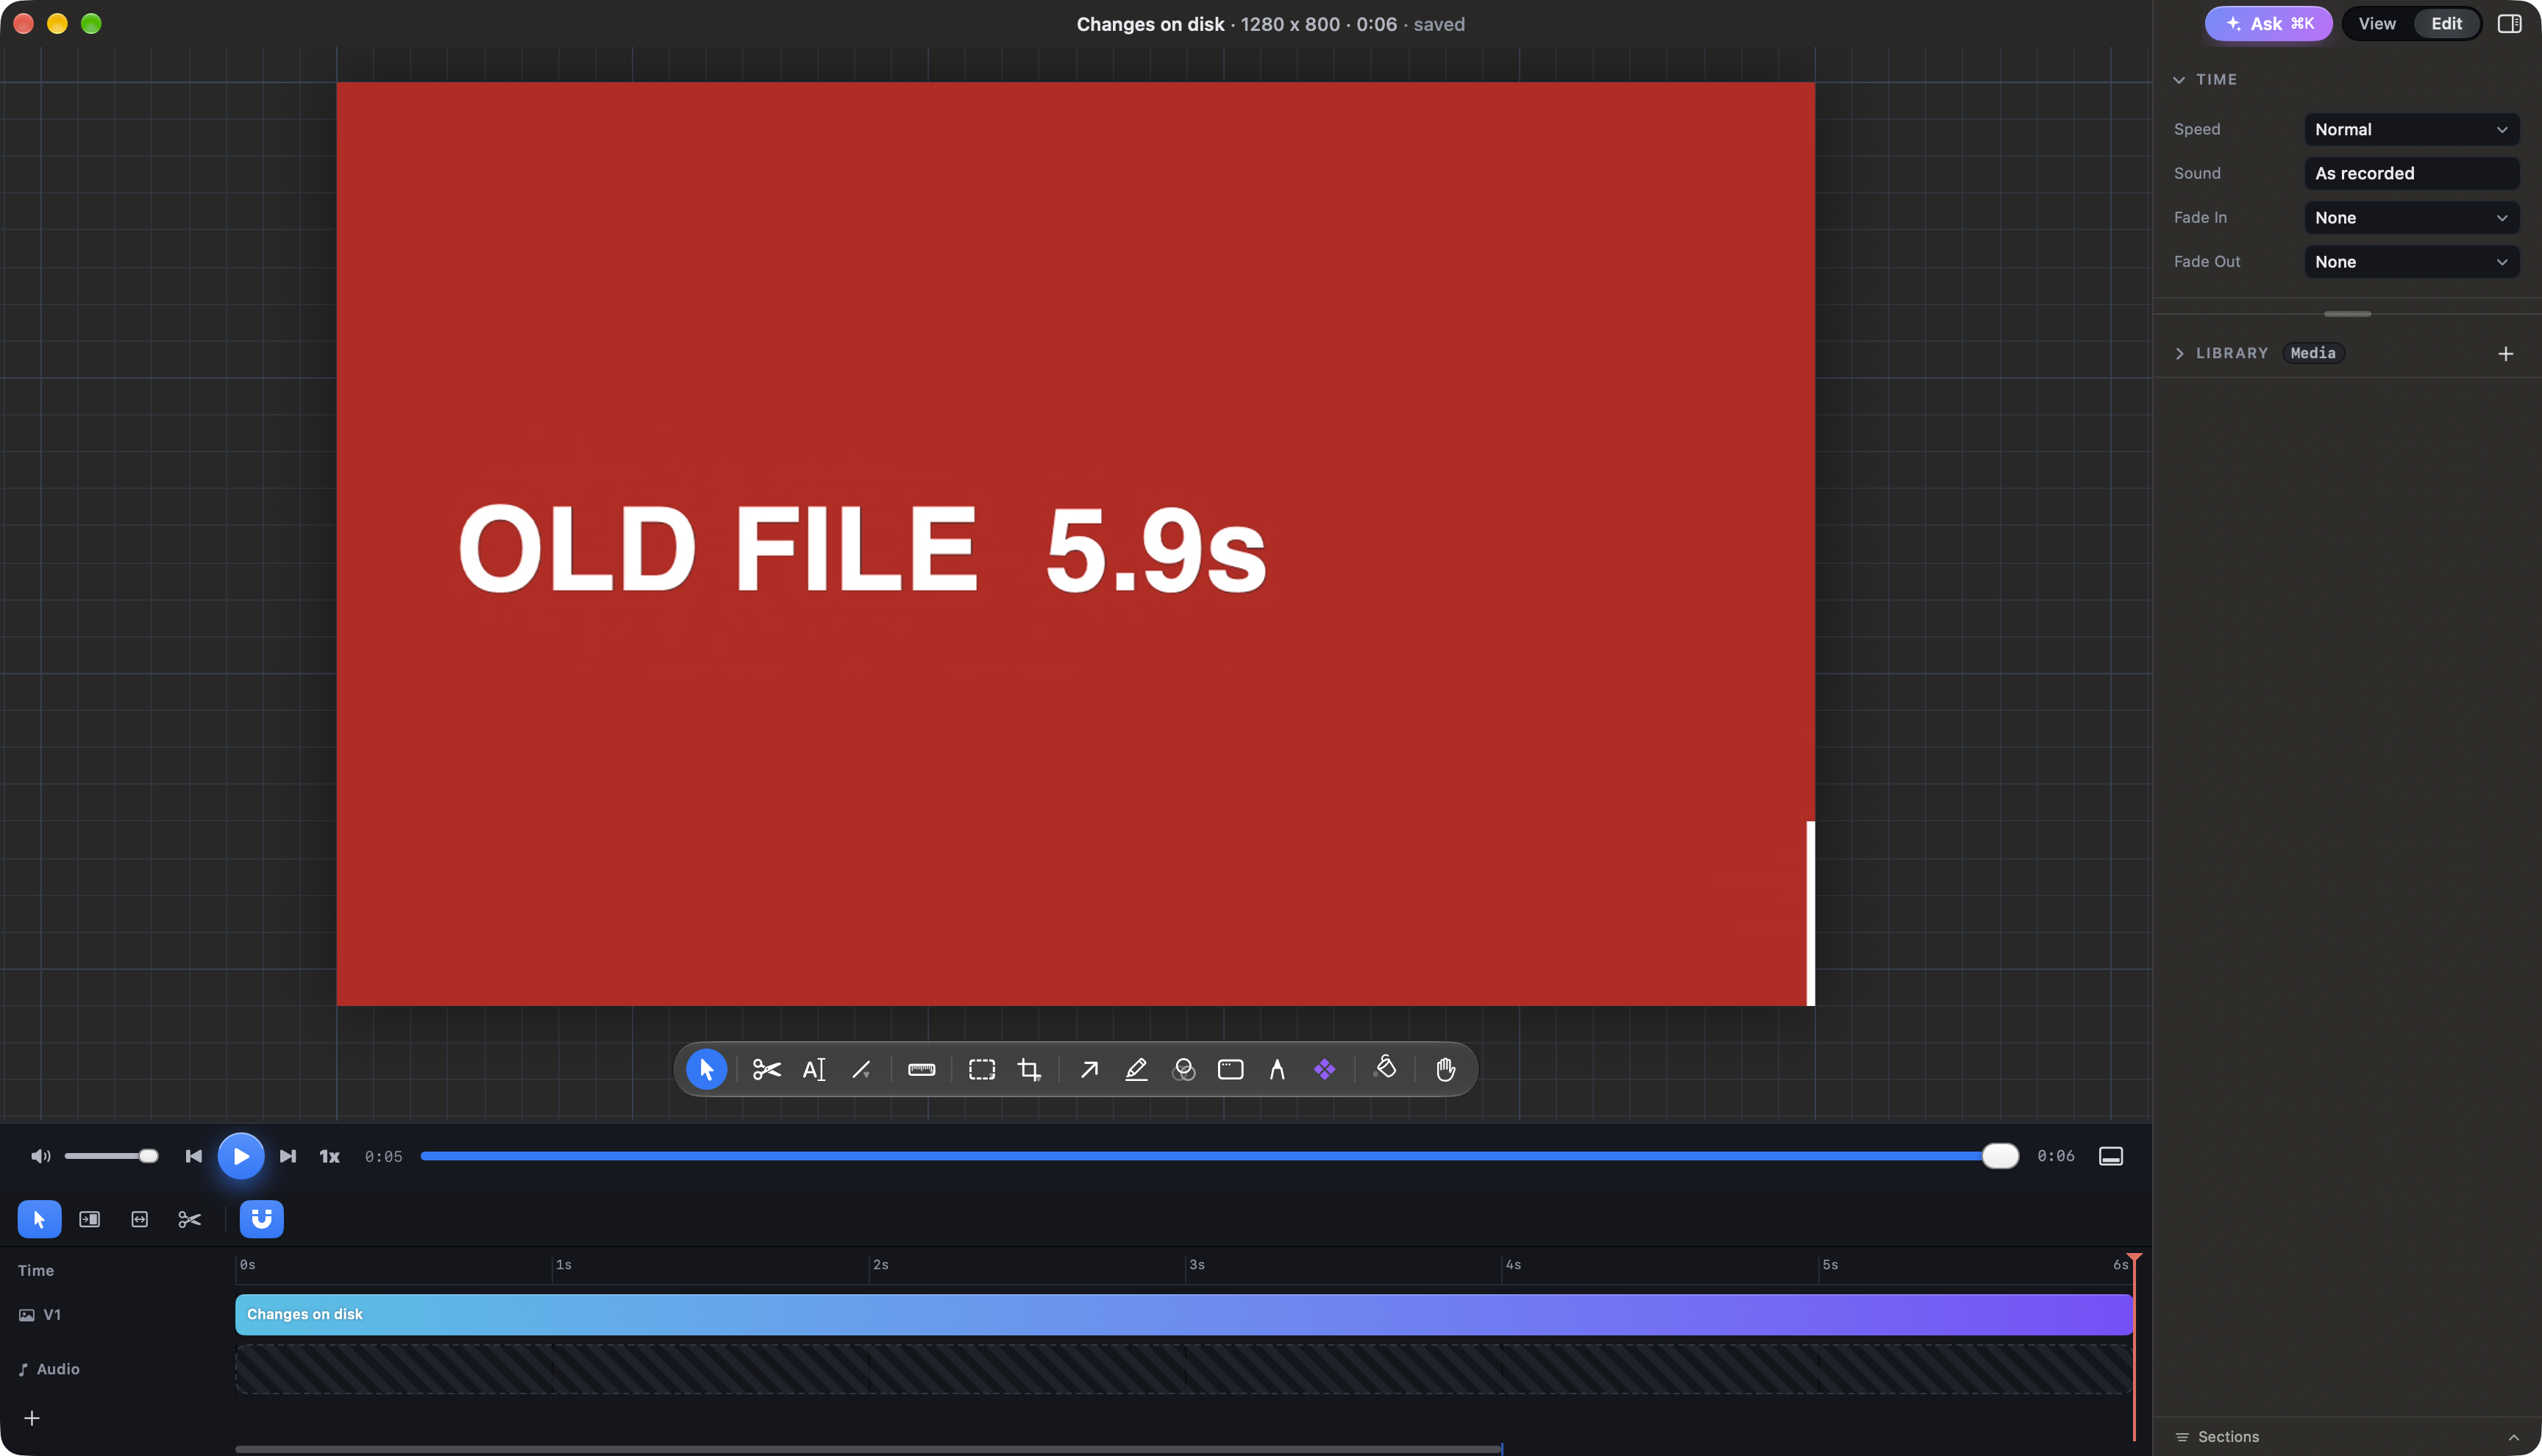 Changes on disk · 1280 x 800 · 0:06 · saved
Ask ⌘K
View
Edit
TIME
Speed
Normal
Sound
As recorded
Fade In
None
Fade Out
None
LIBRARY
Media
OLD FILE  5.9s
1x
0:05
0:06
Time
0s
1s
2s
3s
4s
5s
6s
V1
Changes on disk
Audio
Sections